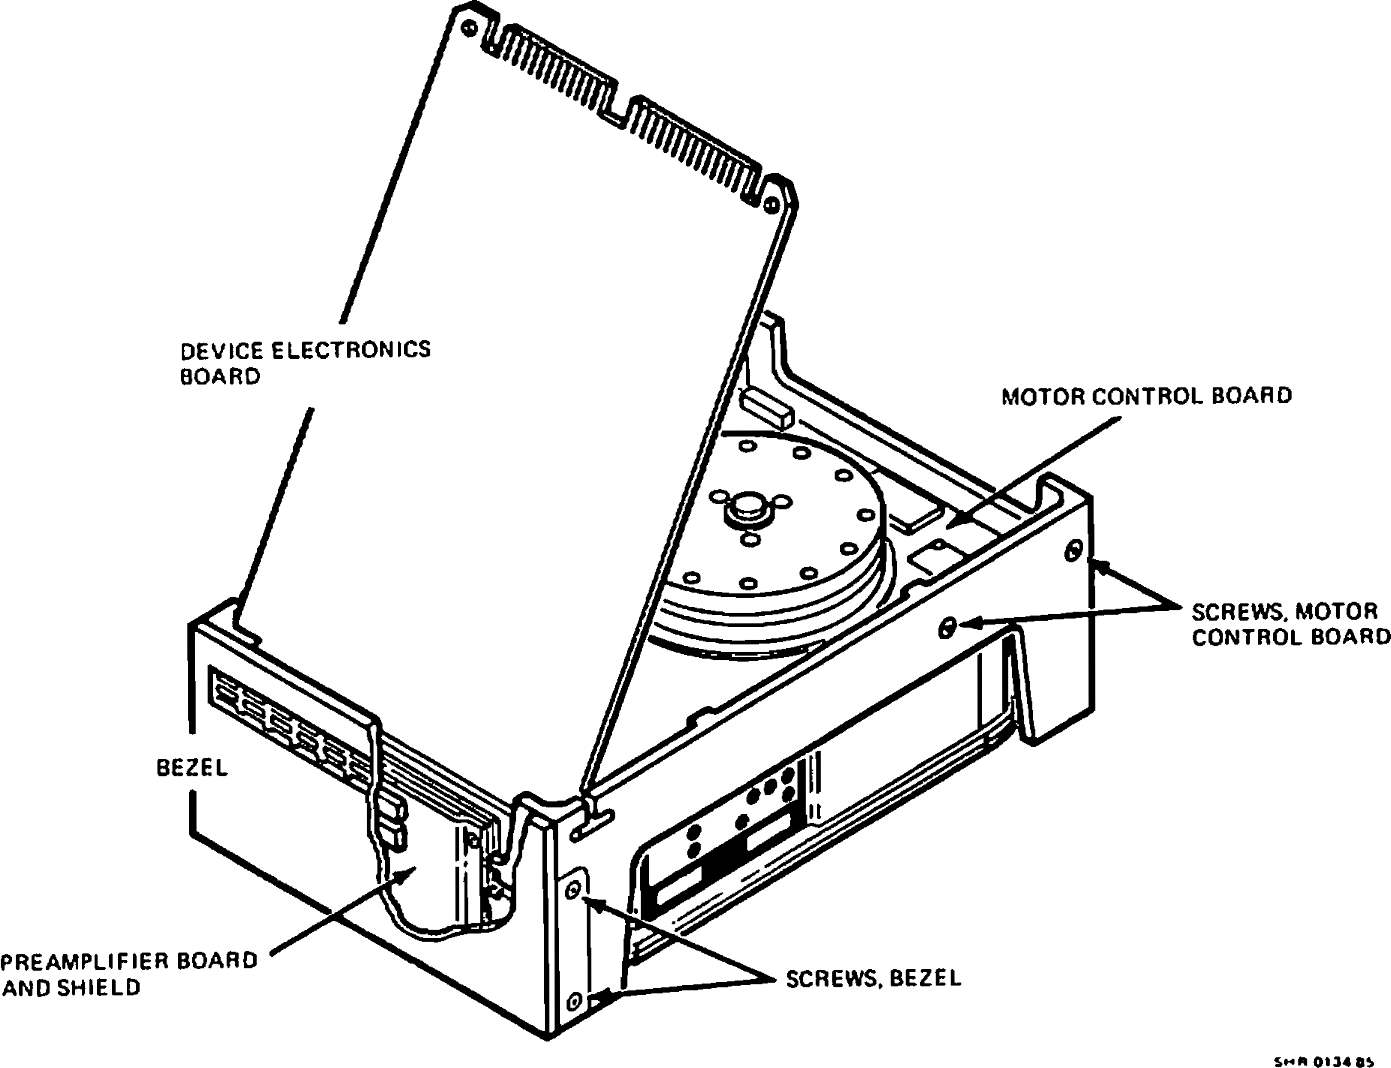 DEVICE ELECTRONICS
BOARD
MOTOR CONTROL BOARD
SCREWS, MOTOR
CONTROL BOARD
BEZEL
PREAMPLIFIER BOARD
AND SHIELD
SCREWS, BEZEL
SHR 0134 85